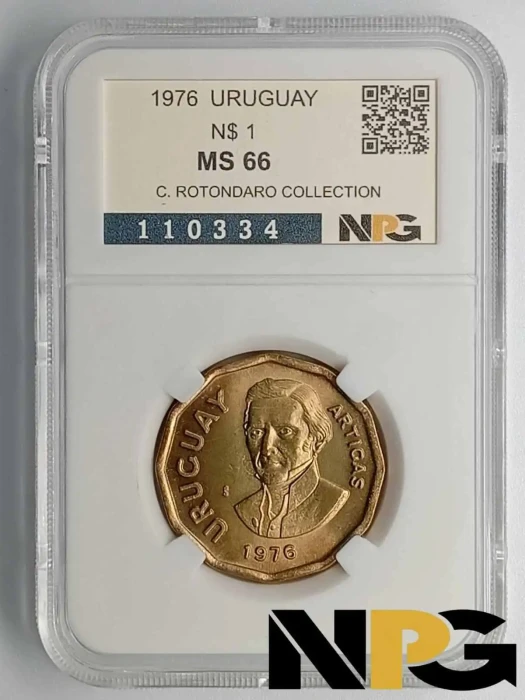 1976 URUGUAY
N$ 1
MS 66
C. ROTONDARO COLLECTION
110334
NPG
URUGUAY
ARTIGAS
1976
NPG